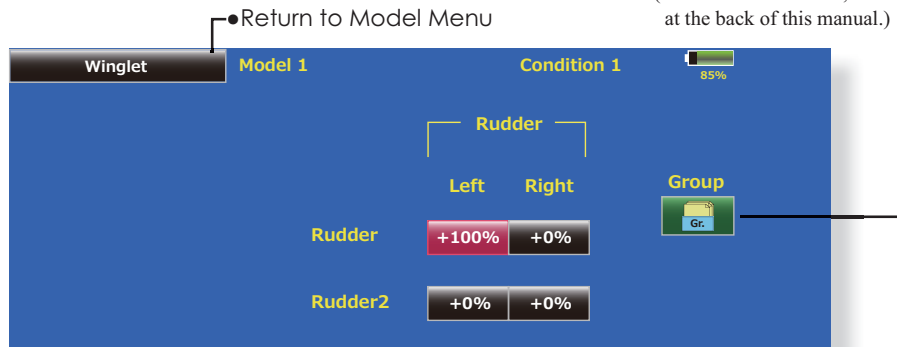 ●Return to Model Menu
at the back of this manual.)
Winglet Model 1 Condition 1
85%
Rudder
Left Right Group
Gr.
Rudder +100% +0%
Rudder2 +0% +0%